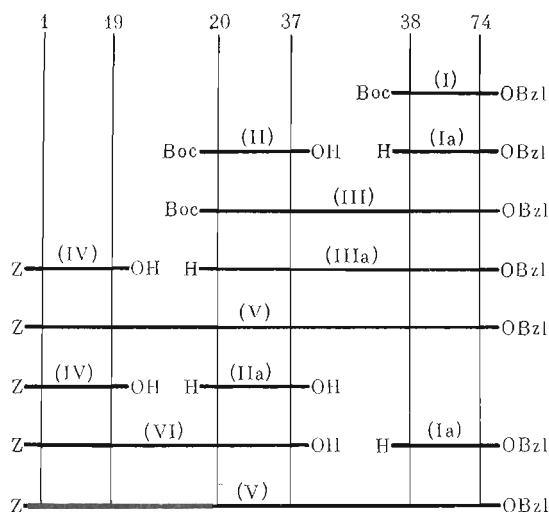 1 19 20 37 38 74
Boc (I) OBzl
Boc (II) OH H (Ia) OBzl
Boc (III) OBzl
Z (IV) OH H (IIIa) OBzl
Z (V) OBzl
Z (IV) OH H (IIa) OH
Z (VI) OH H (Ia) OBzl
Z (V) OBzl